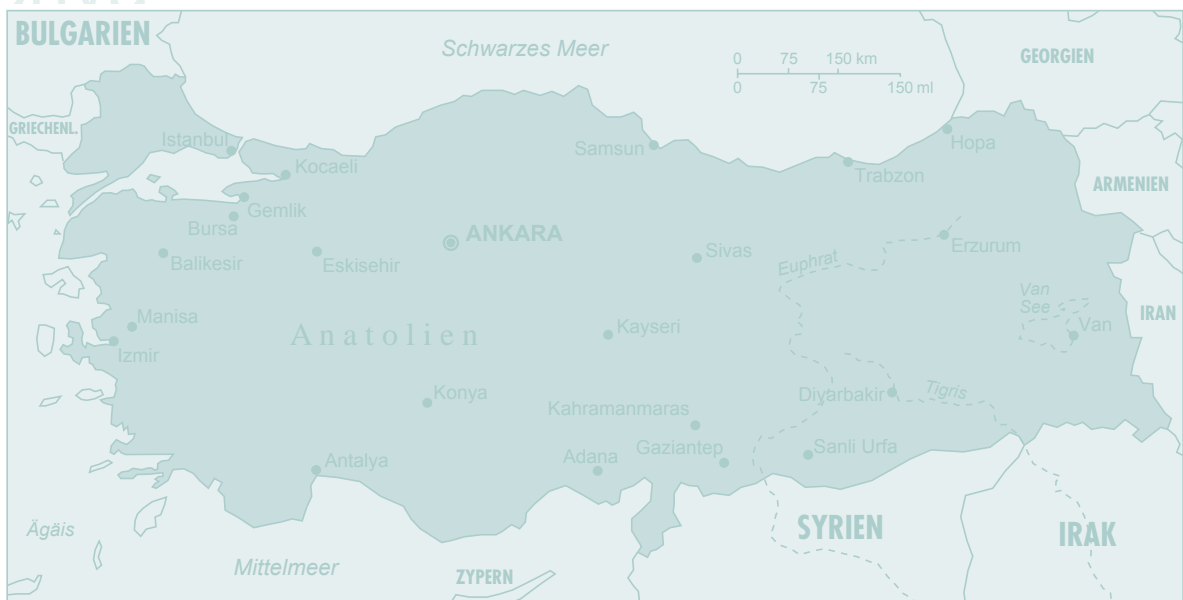 BULGARIEN
Schwarzes Meer
0 75 150 km
0 75 150 ml
GEORGIEN
GRIECHENL.
Istanbul
Kocaeli
Samsun
Hopa
Trabzon
ARMENIEN
Gemlik
Bursa
ANKARA
Sivas
Erzurum
Balikesir
Eskisehir
Euphrat
Van
See
IRAN
Manisa
Izmir
Anatolien
Kayseri
Van
Konya
Kahramanmaras
Diyarbakir
Tigris
Antalya
Adana
Gaziantep
Sanli Urfa
Ägäis
Mittelmeer
ZYPERN
SYRIEN
IRAK